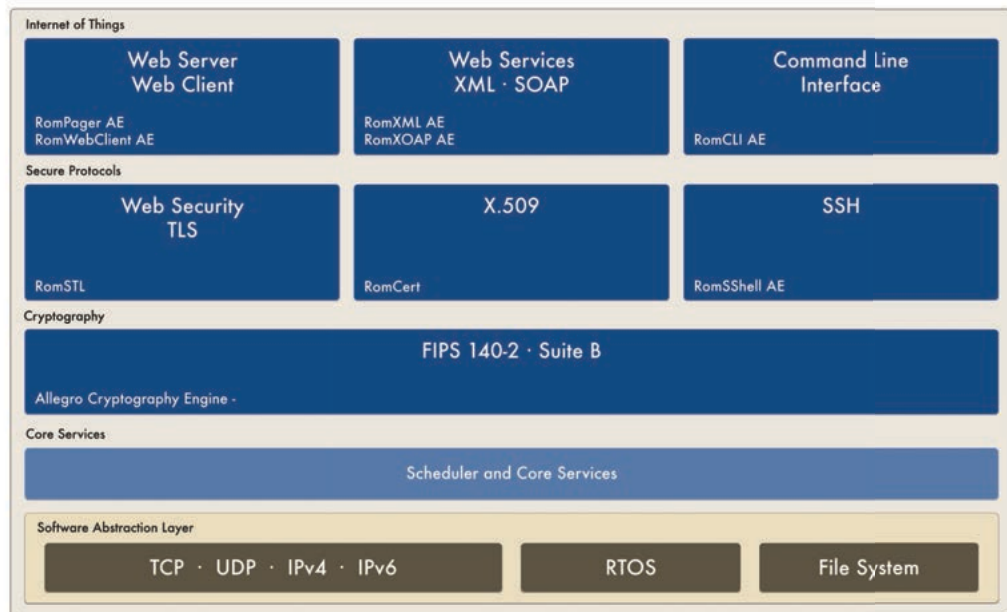 Internet of Things
Web Server
Web Client
RomPager AE
RomWebClient AE
Web Services
XML · SOAP
RomXML AE
RomXOAP AE
Command Line
Interface
RomCLI AE
Secure Protocols
Web Security
TLS
RomSTL
X.509
RomCert
SSH
RomSShell AE
Cryptography
FIPS 140-2 · Suite B
Allegro Cryptography Engine -
Core Services
Scheduler and Core Services
Software Abstraction Layer
TCP · UDP · IPv4 · IPv6
RTOS
File System